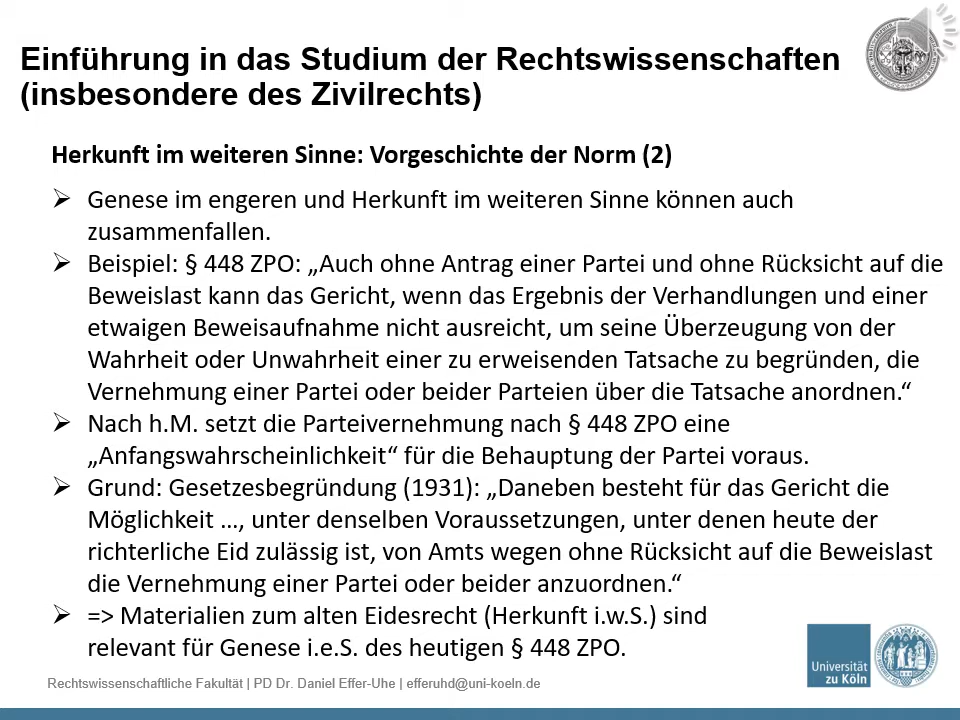 Einführung in das Studium der Rechtswissenschaften
(insbesondere des Zivilrechts)
Herkunft im weiteren Sinne: Vorgeschichte der Norm (2)
Genese im engeren und Herkunft im weiteren Sinne können auch
zusammenfallen.
Beispiel: § 448 ZPO: „Auch ohne Antrag einer Partei und ohne Rücksicht auf die
Beweislast kann das Gericht, wenn das Ergebnis der Verhandlungen und einer
etwaigen Beweisaufnahme nicht ausreicht, um seine Überzeugung von der
Wahrheit oder Unwahrheit einer zu erweisenden Tatsache zu begründen, die
Vernehmung einer Partei oder beider Parteien über die Tatsache anordnen.“
Nach h.M. setzt die Parteivernehmung nach § 448 ZPO eine
„Anfangswahrscheinlichkeit“ für die Behauptung der Partei voraus.
Grund: Gesetzesbegründung (1931): „Daneben besteht für das Gericht die
Möglichkeit …, unter denselben Voraussetzungen, unter denen heute der
richterliche Eid zulässig ist, von Amts wegen ohne Rücksicht auf die Beweislast
die Vernehmung einer Partei oder beider anzuordnen.“
=> Materialien zum alten Eidesrecht (Herkunft i.w.S.) sind
relevant für Genese i.e.S. des heutigen § 448 ZPO.
Universität
zu Köln
Rechtswissenschaftliche Fakultät | PD Dr. Daniel Effer-Uhe | efferuhd@uni-koeln.de